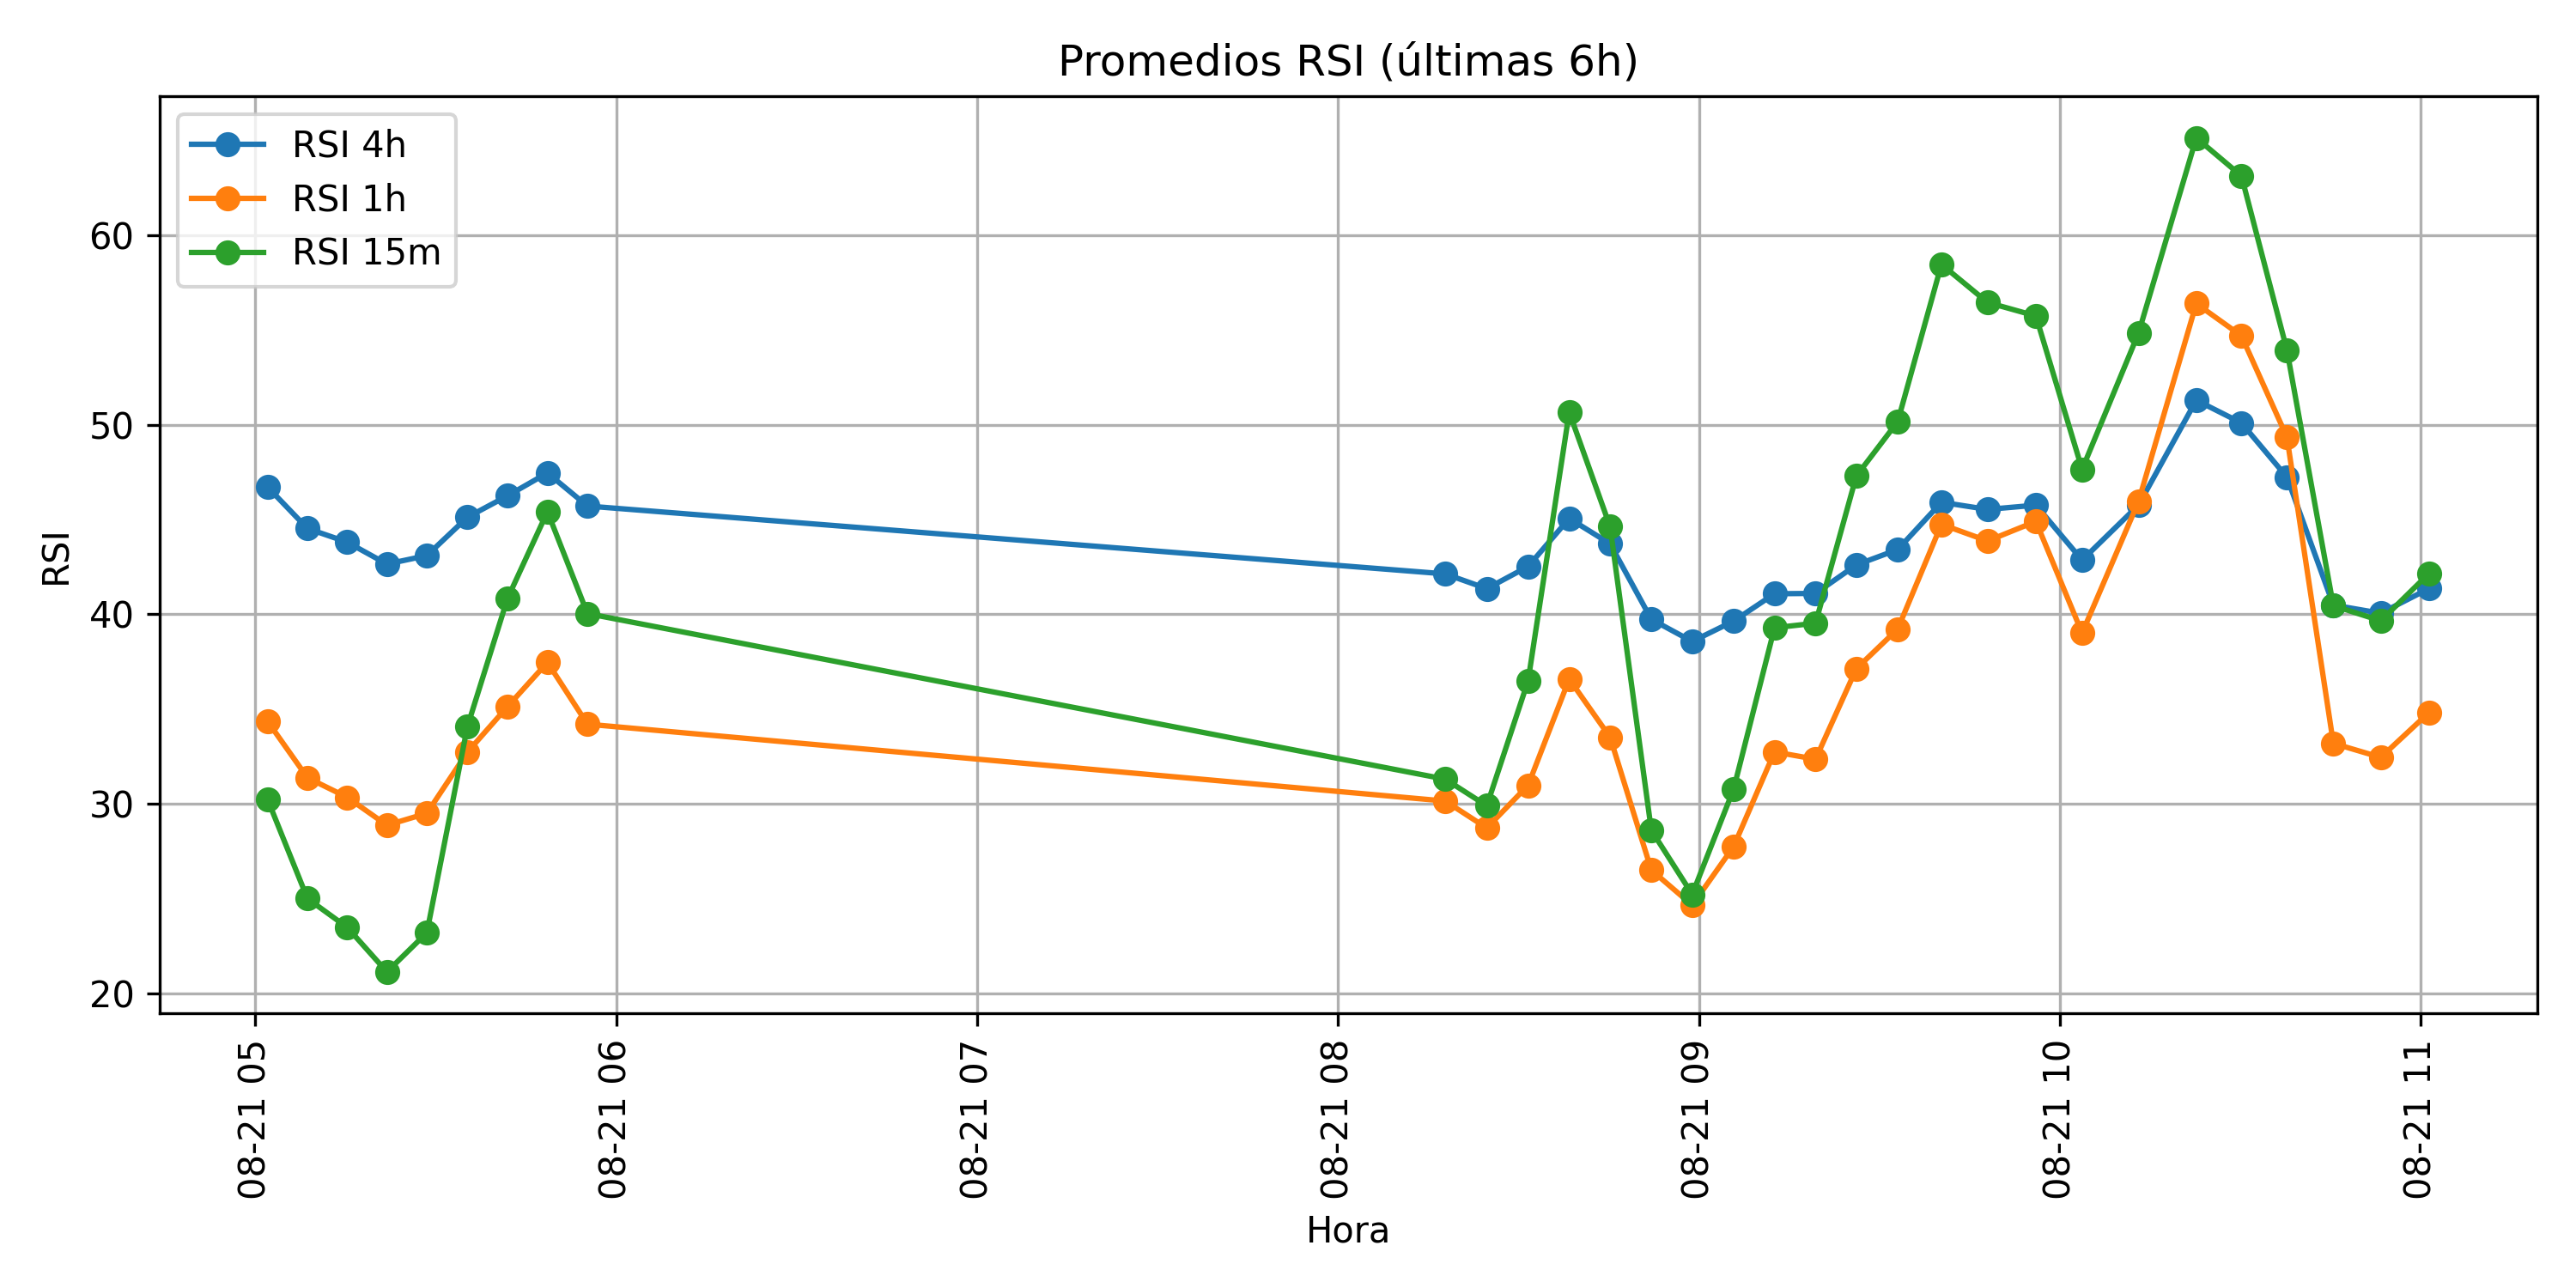 Promedios RSI (últimas 6h)
RSI 4h
RSI 1h
RSI 15m
RSI
60
50
40
30
20
08-21 05
08-21 06
08-21 07
08-21 08
08-21 09
08-21 10
08-21 11
Hora